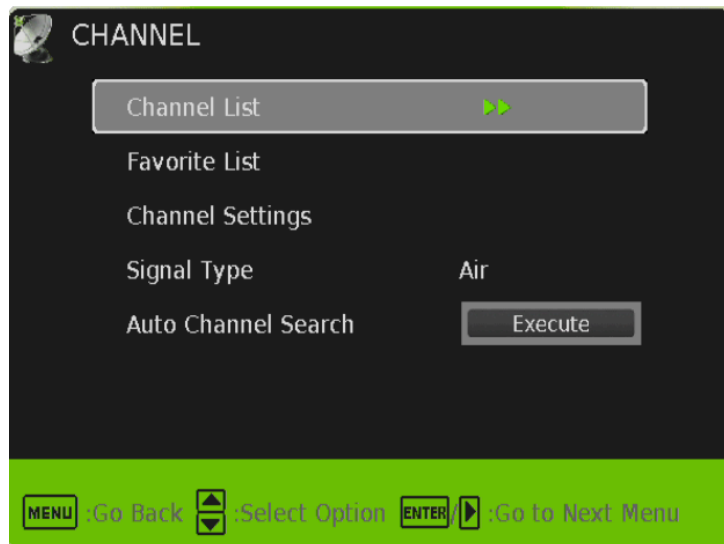 CHANNEL
Channel List
Favorite List
Channel Settings
Signal Type Air
Auto Channel Search Execute
MENU :Go Back :Select Option ENTER/ :Go to Next Menu